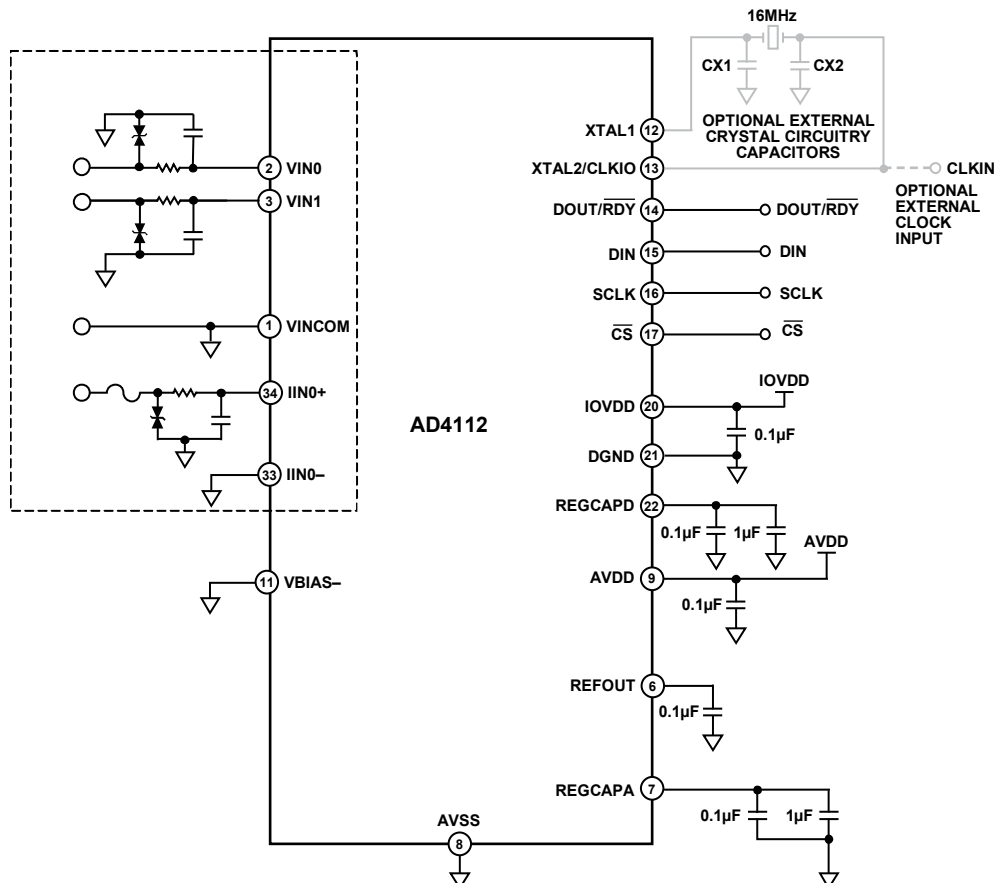 16MHz
CX1
CX2
OPTIONAL EXTERNAL
CRYSTAL CIRCUITRY
CAPACITORS
XTAL1
12
XTAL2/CLKIO
13
CLKIN
OPTIONAL
EXTERNAL
CLOCK
INPUT
2
VIN0
3
VIN1
DOUT/RDY
14
DOUT/RDY
DIN
15
DIN
SCLK
16
SCLK
CS
17
CS
1
VINCOM
34
IIN0+
33
IIN0–
AD4112
IOVDD
IOVDD
20
0.1µF
DGND
21
REGCAPD
22
0.1µF
1µF
AVDD
AVDD
9
0.1µF
11
VBIAS–
REFOUT
6
0.1µF
REGCAPA
7
0.1µF
1µF
AVSS
8